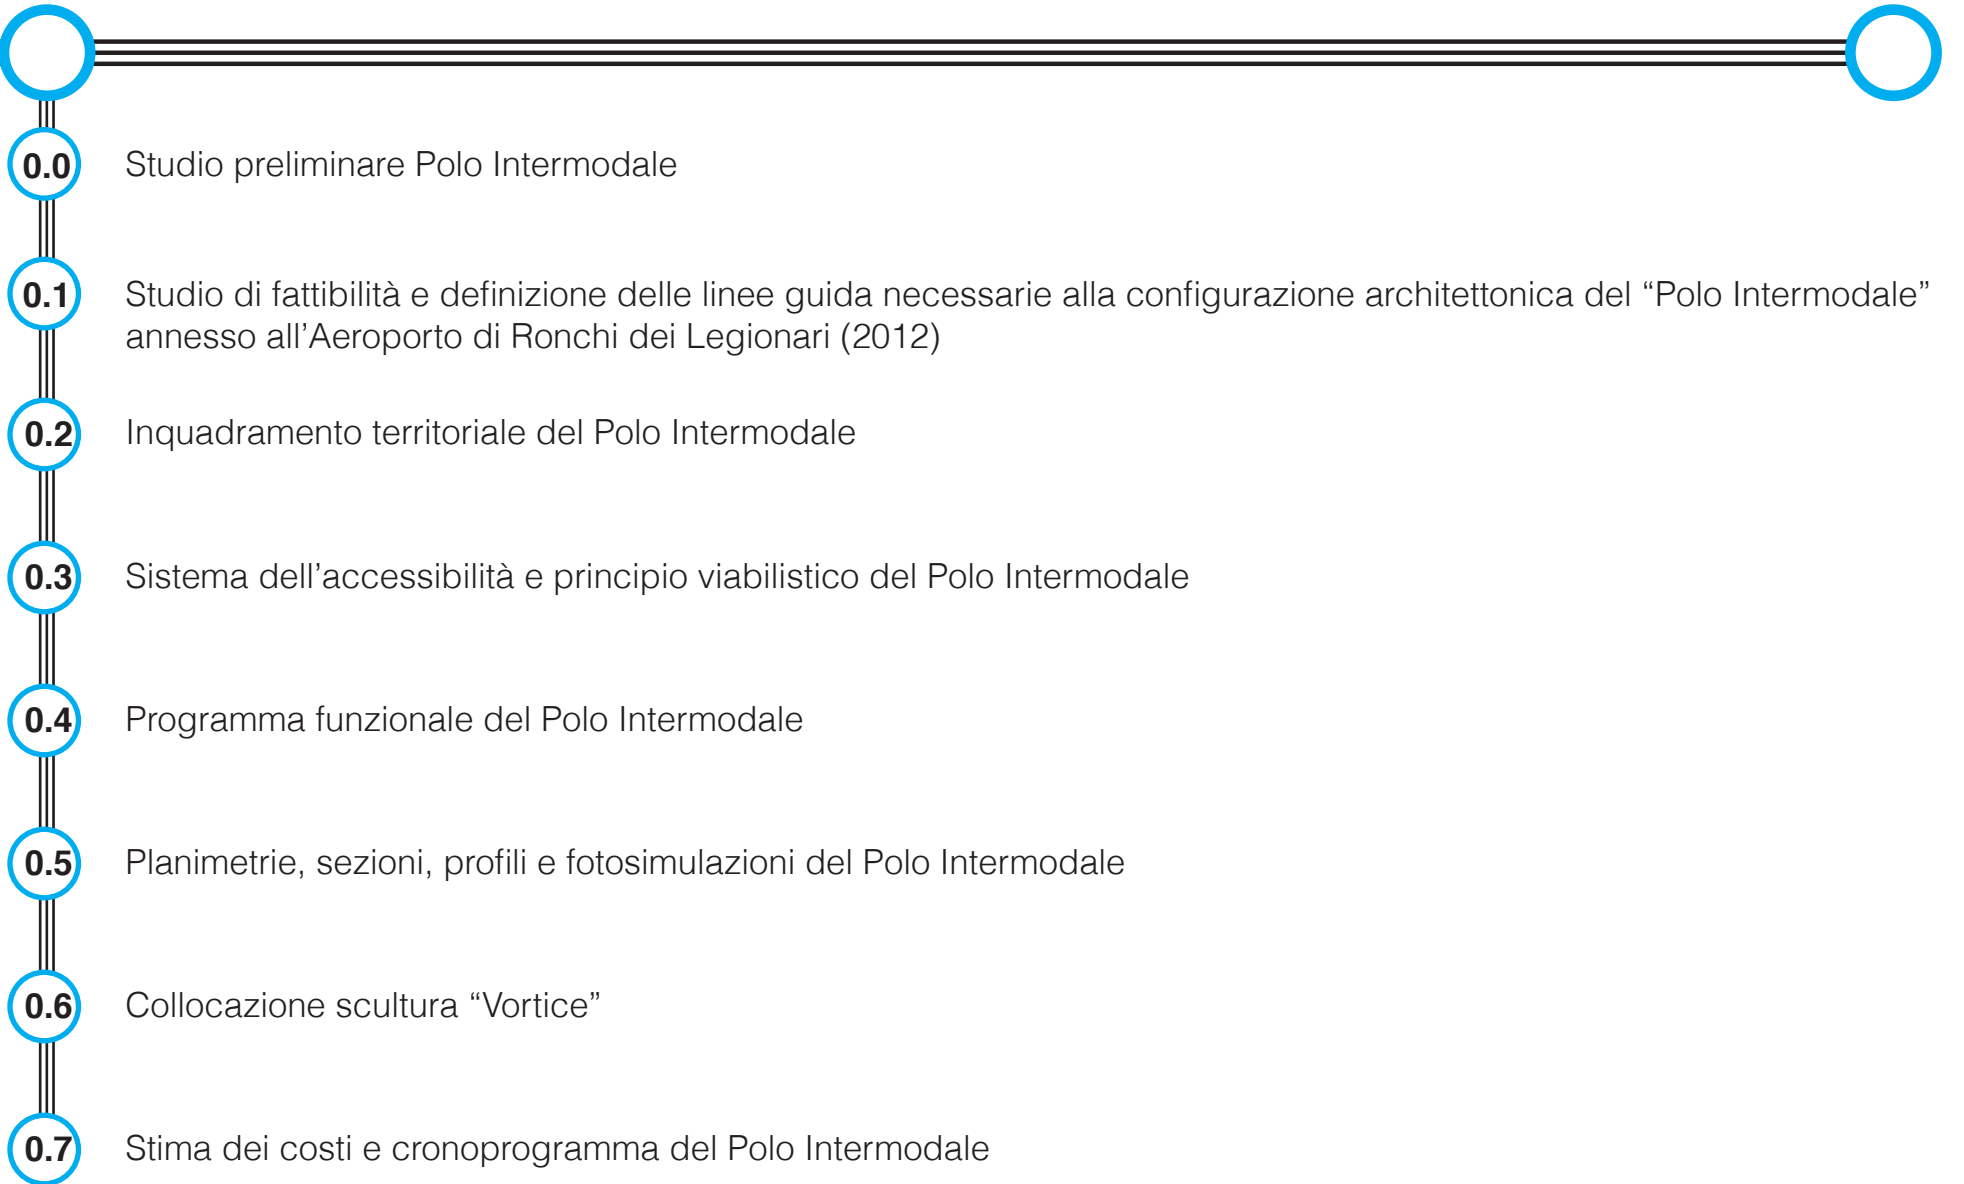 0.0 Studio preliminare Polo Intermodale
0.1 Studio di fattibilità e definizione delle linee guida necessarie alla configurazione architettonica del “Polo Intermodale”
annesso all’Aeroporto di Ronchi dei Legionari (2012)
0.2 Inquadramento territoriale del Polo Intermodale
0.3 Sistema dell’accessibilità e principio viabilistico del Polo Intermodale
0.4 Programma funzionale del Polo Intermodale
0.5 Planimetrie, sezioni, profili e fotosimulazioni del Polo Intermodale
0.6 Collocazione scultura “Vortice”
0.7 Stima dei costi e cronoprogramma del Polo Intermodale